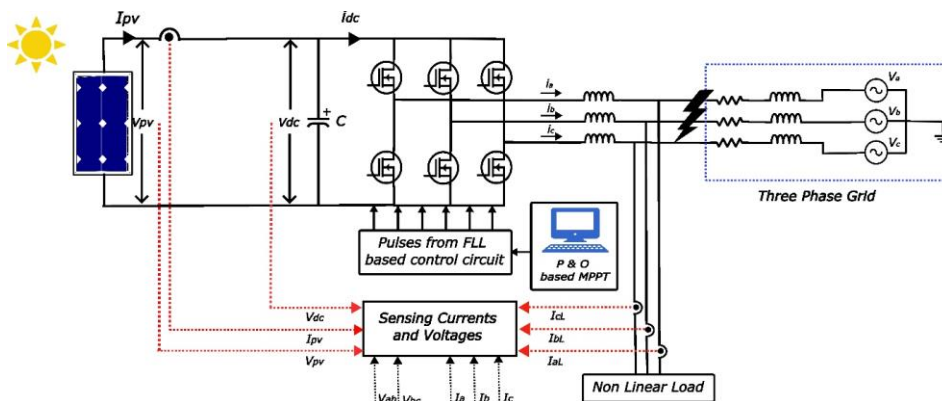 Ipv
idc
Vpv
Vdc
C
+
ia
ib
ic
Va
Vb
Vc
Three Phase Grid
Pulses from FLL
based control circuit
P & O
based MPPT
Sensing Currents
and Voltages
Vdc
Ipv
Vpv
IcL
IbL
IaL
Non Linear Load
Vab
Vbc
Ia
Ib
Ic